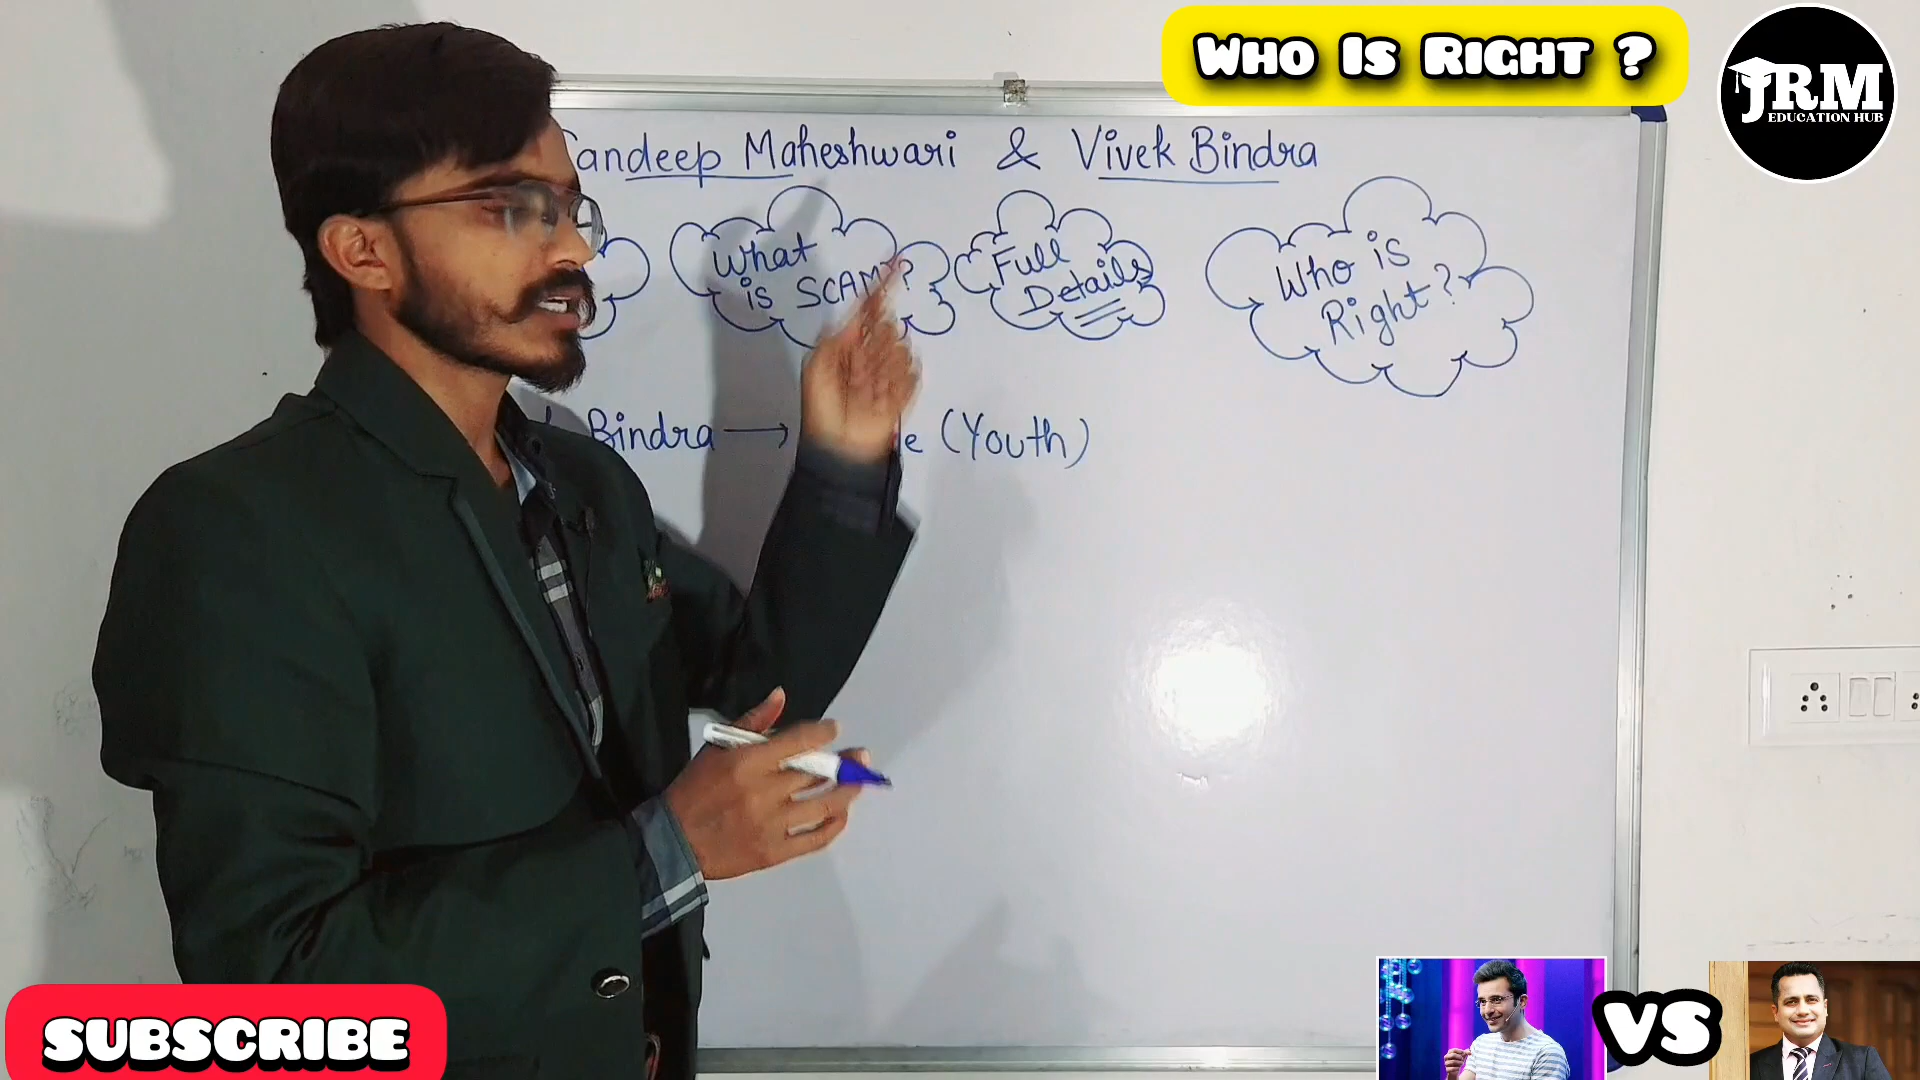 Who Is Right ?
JRM
EDUCATION HUB
Sandeep Maheshwari & Vivek Bindra
What
is SCAM?
Full
Details
Who is
Right?
Bindra → (Youth)
SUBSCRIBE
VS